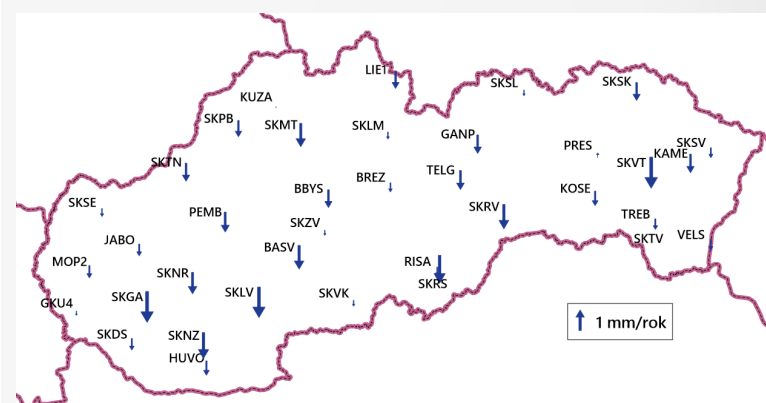 LIE1
SKSL
SKSK
KUZA
SKPB
SKMT
SKLM
GANP
PRES
SKSV
KAME
SKVT
SKTN
BREZ
TELG
BBYS
KOSE
SKSE
PEMB
SKRV
TREB
SKZV
JABO
BASV
SKTV
VELS
MOP2
RISA
SKNR
SKRS
SKGA
SKLV
SKVK
GKU4
1 mm/rok
SKDS
SKNZ
HUVO